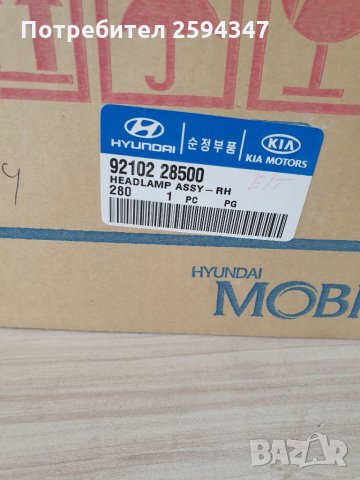 Потребител 2594347
HYUNDAI
순정부품
KIA
KIA MOTORS
92102 28500
HEADLAMP ASSY-RH
280 1 PC PG
E/T
HYUNDAI
MOBI
BAZAR